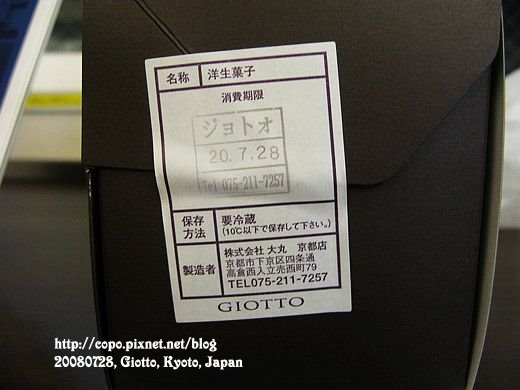 名称 洋生菓子
消費期限
ジョトオ
20.7.28
Tel 075-211-7257
保存方法 要冷蔵
(10℃以下で保存して下さい。)
製造者 株式会社 大丸 京都店
京都市下京区四条通
高倉西入立売西町79
TEL075-211-7257
GIOTTO
http://copo.pixnet.net/blog
20080728, Giotto, Kyoto, Japan